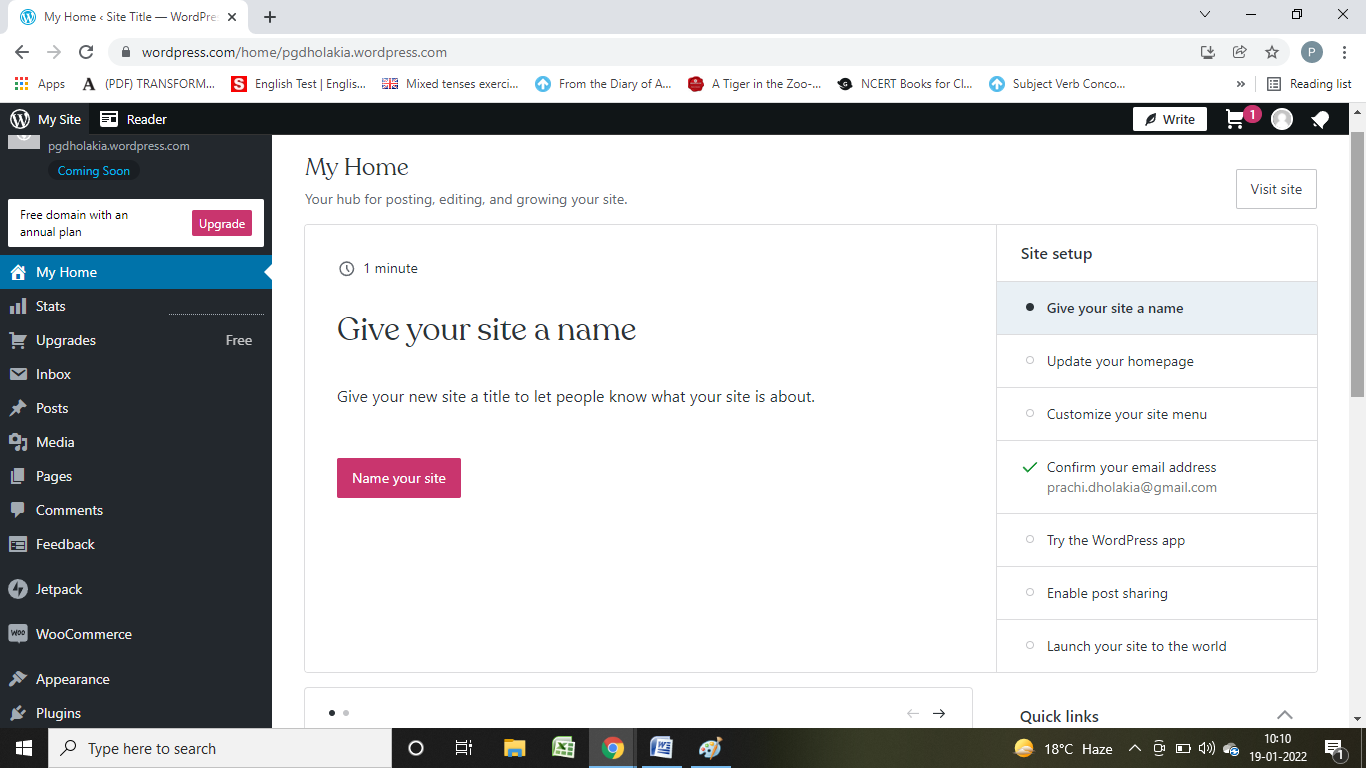 My Home ‹ Site Title — WordPre
wordpress.com/home/pgdholakia.wordpress.com
P
Apps
(PDF) TRANSFORM...
English Test | Englis...
Mixed tenses exerci...
From the Diary of A...
A Tiger in the Zoo-...
NCERT Books for Cl...
Subject Verb Conco...
»
Reading list
My Site
Reader
Write
1
pgdholakia.wordpress.com
Coming Soon
Free domain with an
annual plan
Upgrade
My Home
Stats
Upgrades
Free
Inbox
Posts
Media
Pages
Comments
Feedback
Jetpack
WooCommerce
Appearance
Plugins
My Home
Your hub for posting, editing, and growing your site.
Visit site
1 minute
Give your site a name
Give your new site a title to let people know what your site is about.
Name your site
Site setup
Give your site a name
Update your homepage
Customize your site menu
Confirm your email address
prachi.dholakia@gmail.com
Try the WordPress app
Enable post sharing
Launch your site to the world
Quick links
Type here to search
18°C Haze
10:10
19-01-2022
1